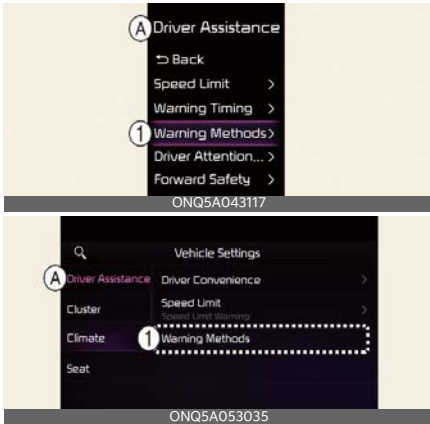 A Driver Assistance
Back
Speed Limit >
Warning Timing >
1 Warning Methods >
Driver Attention... >
Forward Safety >
ONQ5A043117
Vehicle Settings
A Driver Assistance Driver Convenience >
Speed Limit >
Speed Limit Warning
Cluster
Climate 1 Warning Methods
Seat
ONQ5A053035